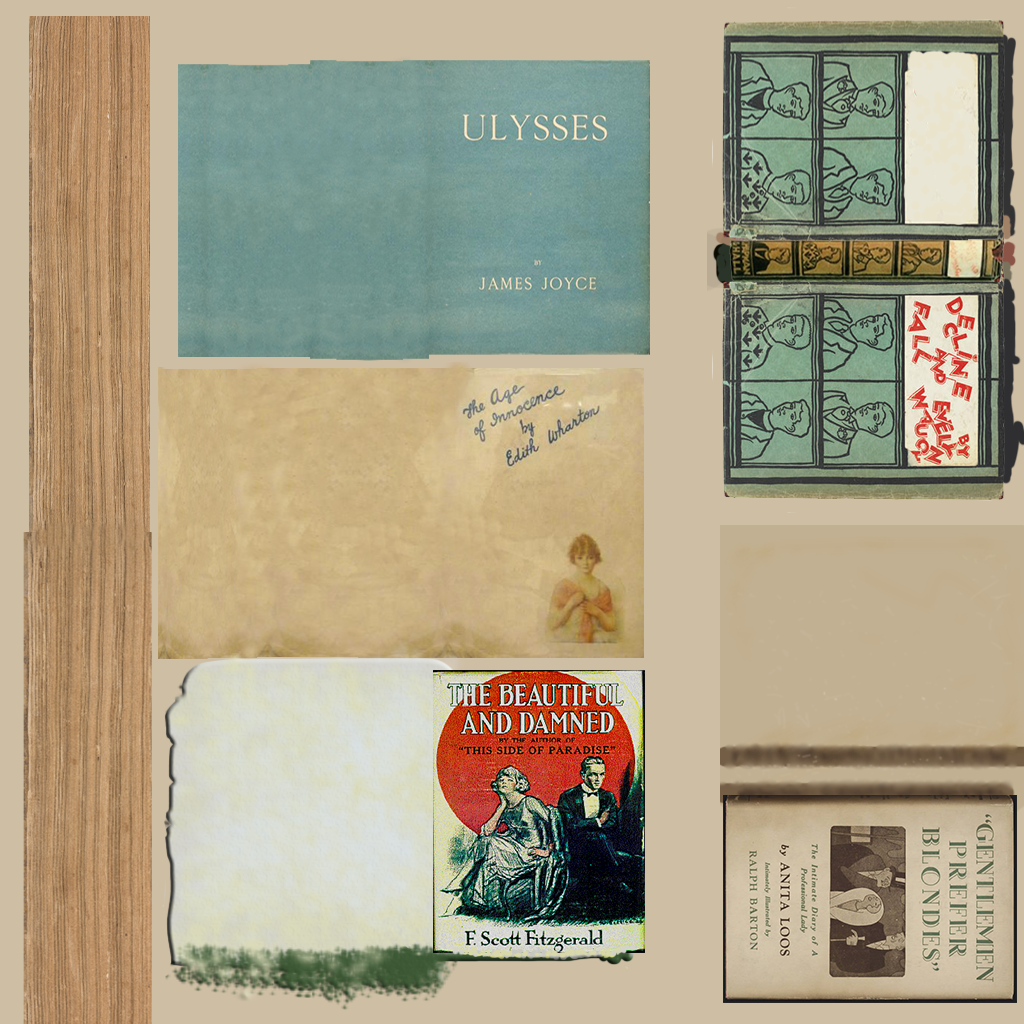 ULYSSES
BY
JAMES JOYCE
The Age
of Innocence
by
Edith Wharton
THE BEAUTIFUL
AND DAMNED
BY THE AUTHOR OF
"THIS SIDE OF PARADISE"
F. Scott Fitzgerald
DECLINE
AND
FALL
BY
EVELYN
WAUGH
"GENTLEMEN
PREFER
BLONDES"
The Intimate Diary of A
Professional Lady
by ANITA LOOS
Intimately Illustrated by
RALPH BARTON